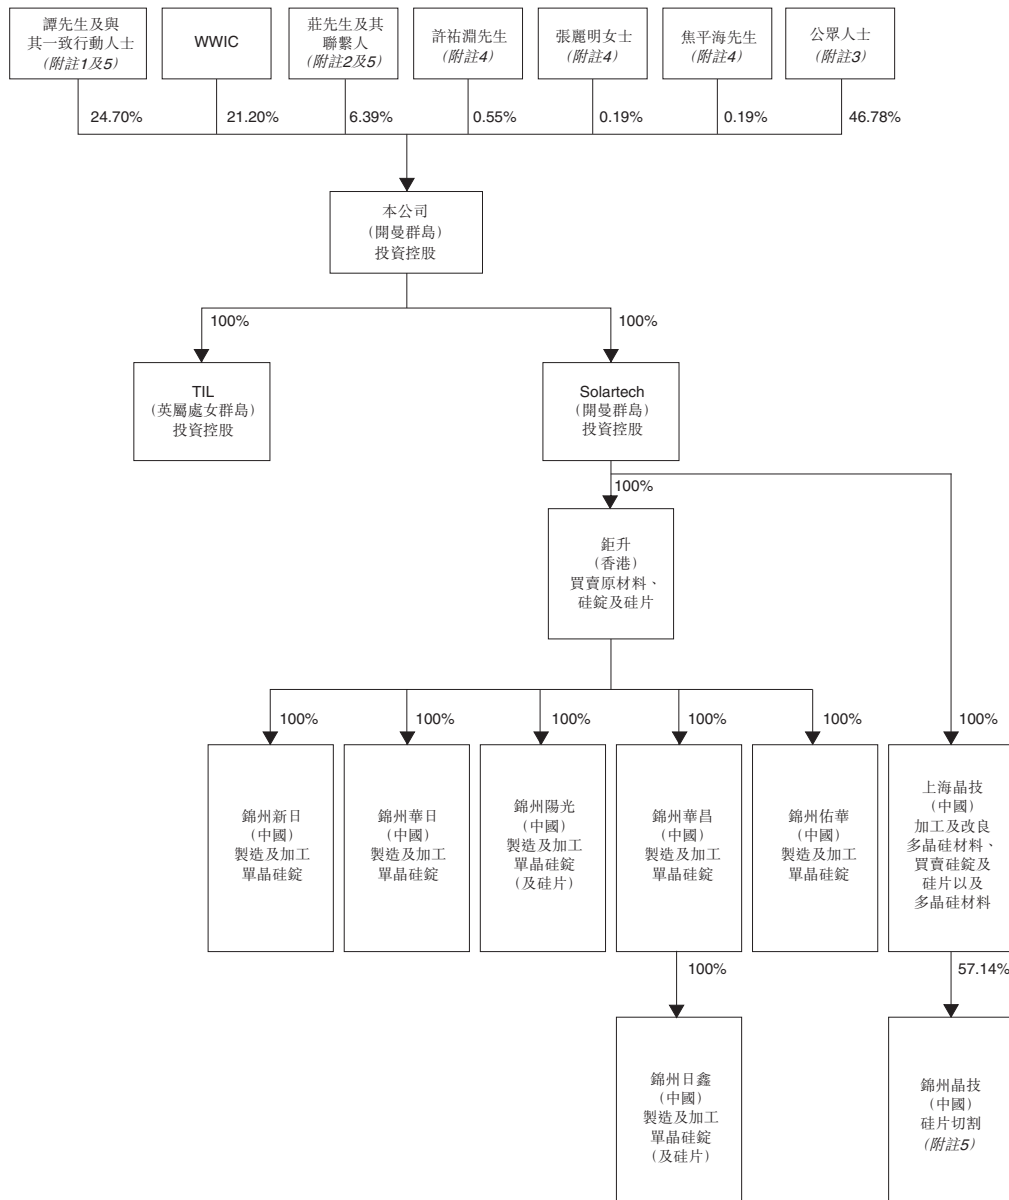 譚先生及與
其一致行動人士
(附註1及5)
WWIC
莊先生及其
聯繫人
(附註2及5)
許祐淵先生
(附註4)
張麗明女士
(附註4)
焦平海先生
(附註4)
公眾人士
(附註3)
24.70%
21.20%
6.39%
0.55%
0.19%
0.19%
46.78%
本公司
(開曼群島)
投資控股
100%
100%
TIL
(英屬處女群島)
投資控股
Solartech
(開曼群島)
投資控股
100%
鉅升
(香港)
買賣原材料、
硅錠及硅片
100%
100%
100%
100%
100%
100%
錦州新日
(中國)
製造及加工
單晶硅錠
錦州華日
(中國)
製造及加工
單晶硅錠
錦州陽光
(中國)
製造及加工
單晶硅錠
(及硅片)
錦州華昌
(中國)
製造及加工
單晶硅錠
錦州佑華
(中國)
製造及加工
單晶硅錠
上海晶技
(中國)
加工及改良
多晶硅材料、
買賣硅錠及
硅片以及
多晶硅材料
100%
57.14%
錦州日鑫
(中國)
製造及加工
單晶硅錠
(及硅片)
錦州晶技
(中國)
硅片切割
(附註5)